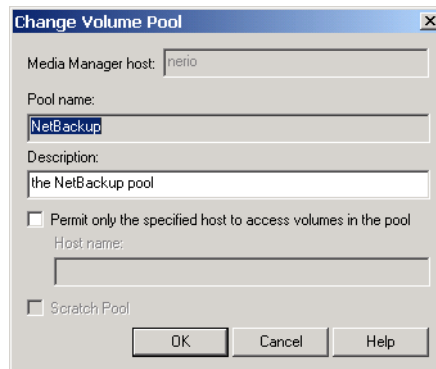 Change Volume Pool
Media Manager host: nerio
Pool name:
NetBackup
Description:
the NetBackup pool
Permit only the specified host to access volumes in the pool
Host name:
Scratch Pool
OK Cancel Help